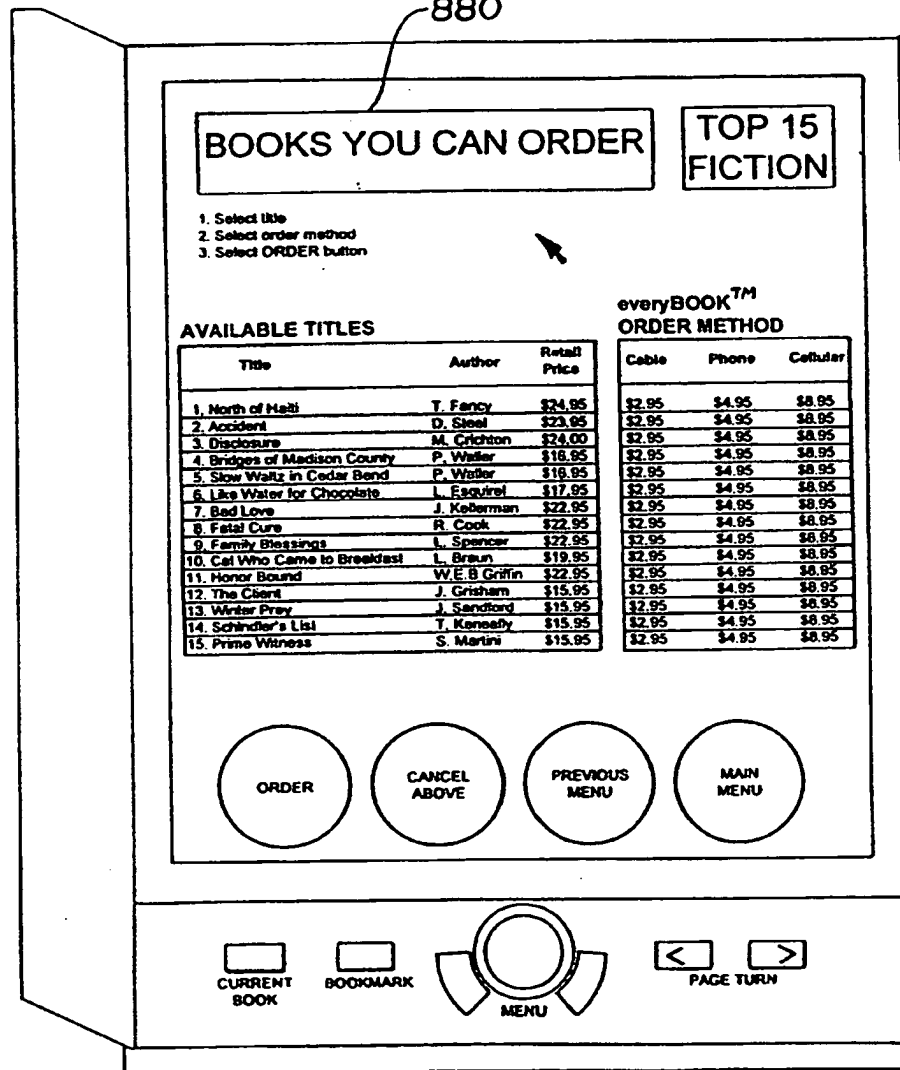 880
BOOKS YOU CAN ORDER
TOP 15
FICTION
1. Select title
2. Select order method
3. Select ORDER button
AVAILABLE TITLES
everyBOOK™
ORDER METHOD
Title Author Retail Price Cable Phone Cellular
1. North of Haiti T. Fancy $24.95 $2.95 $4.95 $8.95
2. Accident D. Steel $23.95 $2.95 $4.95 $8.95
3. Disclosure M. Crichton $24.00 $2.95 $4.95 $8.95
4. Bridges of Madison County P. Waller $16.95 $2.95 $4.95 $8.95
5. Slow Waltz in Cedar Bend P. Waller $16.95 $2.95 $4.95 $8.95
6. Like Water for Chocolate L. Esquirel $17.95 $2.95 $4.95 $8.95
7. Bad Love J. Kellerman $22.95 $2.95 $4.95 $8.95
8. Fatal Cure R. Cook $22.95 $2.95 $4.95 $8.95
9. Family Blessings L. Spencer $22.95 $2.95 $4.95 $8.95
10. Cat Who Came to Breakfast L. Braun $19.95 $2.95 $4.95 $8.95
11. Honor Bound W.E.B Griffin $22.95 $2.95 $4.95 $8.95
12. The Client J. Grisham $15.95 $2.95 $4.95 $8.95
13. Winter Prey J. Sandford $15.95 $2.95 $4.95 $8.95
14. Schindler's List T. Keneally $15.95 $2.95 $4.95 $8.95
15. Prime Witness S. Martini $15.95 $2.95 $4.95 $8.95
ORDER
CANCEL
ABOVE
PREVIOUS
MENU
MAIN
MENU
< >
CURRENT
BOOK
BOOKMARK
MENU
PAGE TURN